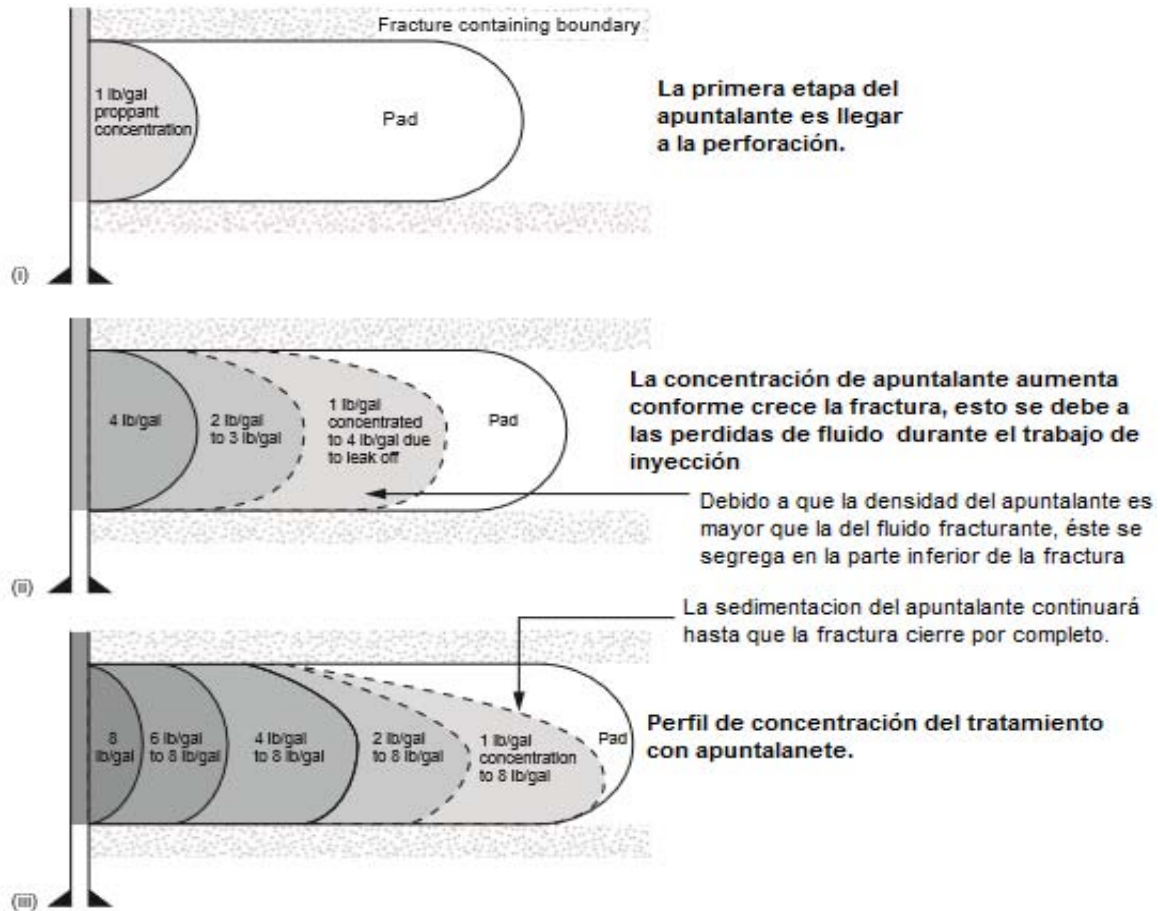 Fracture containing boundary
1 lb/gal
proppant
concentration
Pad
La primera etapa del
apuntalante es llegar
a la perforación.
(i)
4 lb/gal
2 lb/gal
to 3 lb/gal
1 lb/gal
concentrated
to 4 lb/gal due
to leak off
Pad
La concentración de apuntalante aumenta
conforme crece la fractura, esto se debe a
las perdidas de fluido durante el trabajo de
inyección
Debido a que la densidad del apuntalante es
mayor que la del fluido fracturante, éste se
segrega en la parte inferior de la fractura
(ii)
La sedimentacion del apuntalante continuará
hasta que la fractura cierre por completo.
8
lb/gal
6 lb/gal
to 8 lb/gal
4 lb/gal
to 8 lb/gal
2 lb/gal
to 8 lb/gal
1 lb/gal
concentration
to 8 lb/gal
Pad
Perfil de concentración del tratamiento
con apuntalanete.
(iii)